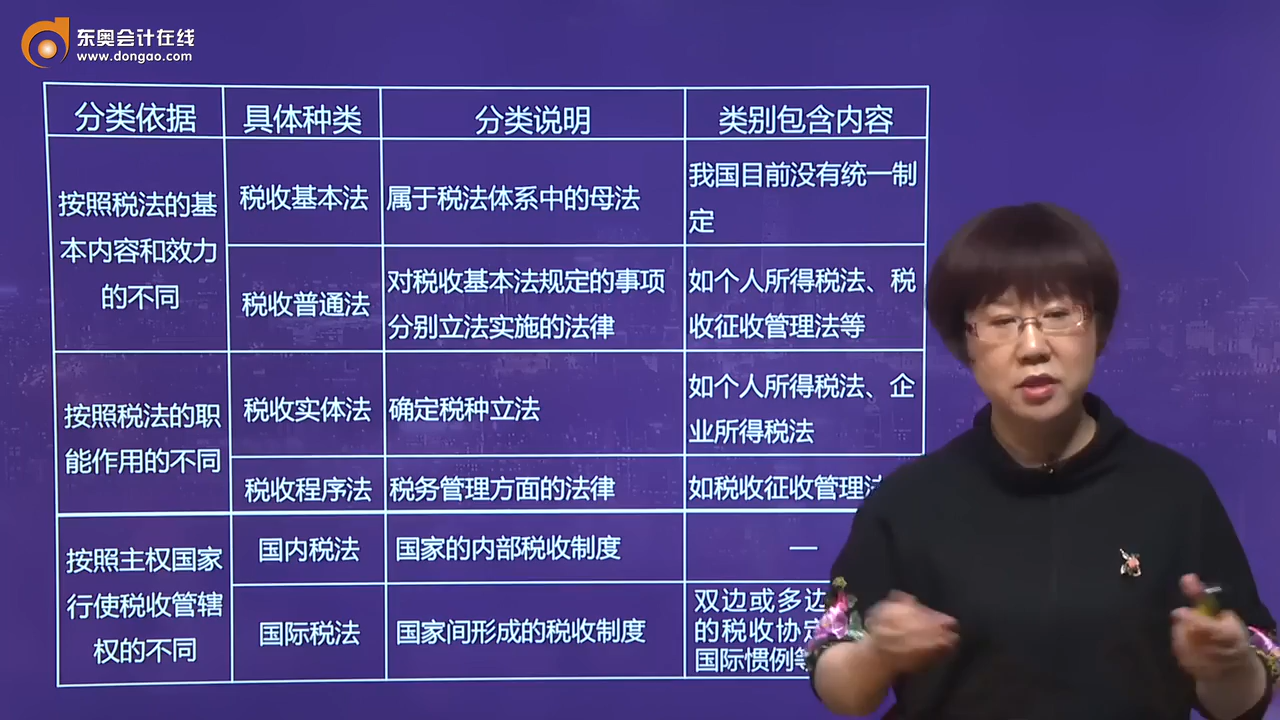 东奥会计在线
www.dongao.com
分类依据
具体种类
分类说明
类别包含内容
按照税法的基
本内容和效力
的不同
税收基本法
属于税法体系中的母法
我国目前没有统一制
定
税收普通法
对税收基本法规定的事项
分别立法实施的法律
如个人所得税法、税
收征收管理法等
按照税法的职
能作用的不同
税收实体法
确定税种立法
如个人所得税法、企
业所得税法
税收程序法
税务管理方面的法律
如税收征收管理法
按照主权国家
行使税收管辖
权的不同
国内税法
国家的内部税收制度
—
国际税法
国家间形成的税收制度
双边或多边
的税收协定
国际惯例等